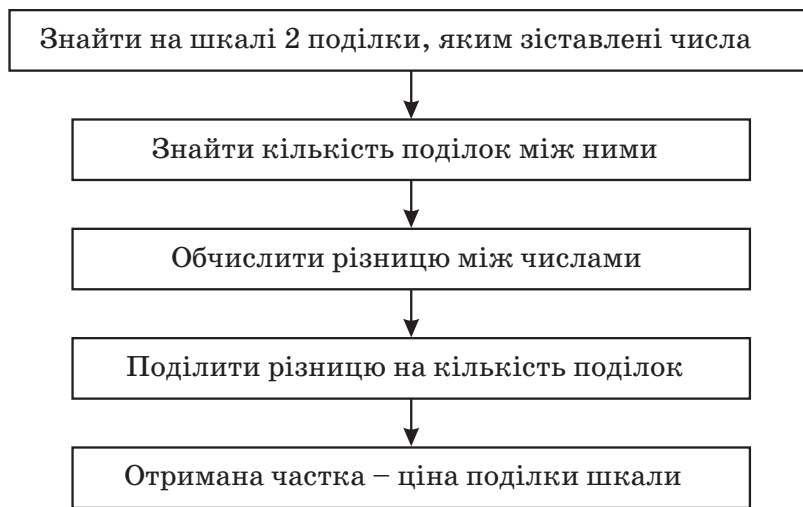 Знайти на шкалі 2 поділки, яким зіставлені числа
Знайти кількість поділок між ними
Обчислити різницю між числами
Поділити різницю на кількість поділок
Отримана частка – ціна поділки шкали